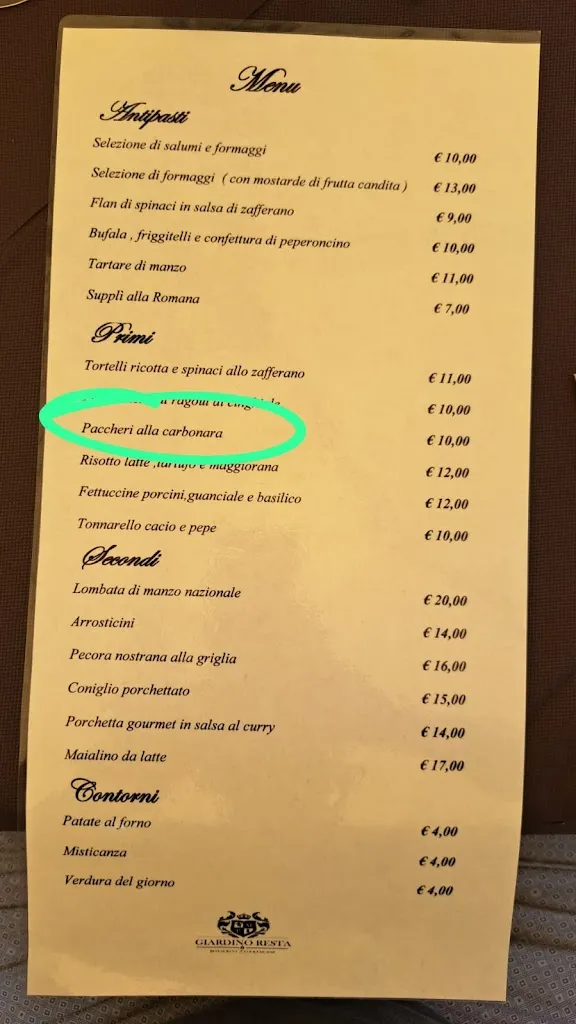 Menu
Antipasti
Selezione di salumi e formaggi € 10,00
Selezione di formaggi ( con mostarde di frutta candita ) € 13,00
Flan di spinaci in salsa di zafferano € 9,00
Bufala , friggitelli e confettura di peperoncino € 10,00
Tartare di manzo € 11,00
Supplì alla Romana € 7,00
Primi
Tortelli ricotta e spinaci allo zafferano € 11,00
ragout di cinghiale € 10,00
Paccheri alla carbonara € 10,00
Risotto latte ,tartufo e maggiorana € 12,00
Fettuccine porcini,guanciale e basilico € 12,00
Tonnarello cacio e pepe € 10,00
Secondi
Lombata di manzo nazionale € 20,00
Arrosticini € 14,00
Pecora nostrana alla griglia € 16,00
Coniglio porchettato € 15,00
Porchetta gourmet in salsa al curry € 14,00
Maialino da latte € 17,00
Contorni
Patate al forno € 4,00
Misticanza € 4,00
Verdura del giorno € 4,00
GIARDINO RESTA